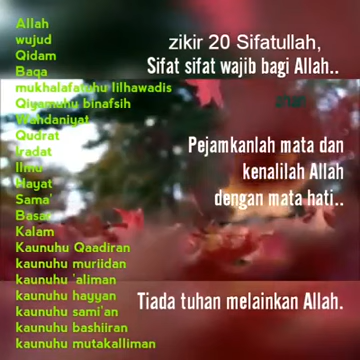 Allah
wujud
Qidam
Baqa
mukhalafatuhu lilhawadis
Qiyamuhu binafsih
Wahdaniyat
Qudrat
Iradat
Ilmu
Hayat
Sama'
Basar
Kalam
Kaunuhu Qaadiran
kaunuhu muriidan
kaunuhu 'aliman
kaunuhu hayyan
kaunuhu sami'an
kaunuhu bashiiran
kaunuhu mutakalliman
zikir 20 Sifatullah,
Sifat sifat wajib bagi Allah..
Pejamkanlah mata dan
kenalilah Allah
dengan mata hati..
Tiada tuhan melainkan Allah.